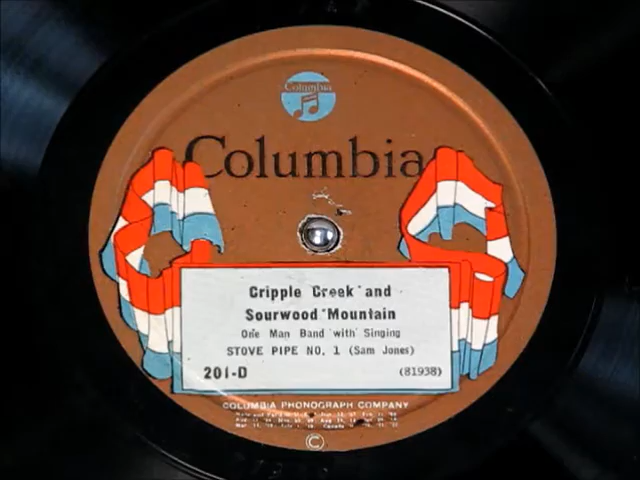 Columbia
Columbia
Cripple Creek and
Sourwood Mountain
One Man Band with Singing
STOVE PIPE NO. 1 (Sam Jones)
201-D (81938)
COLUMBIA PHONOGRAPH COMPANY
©